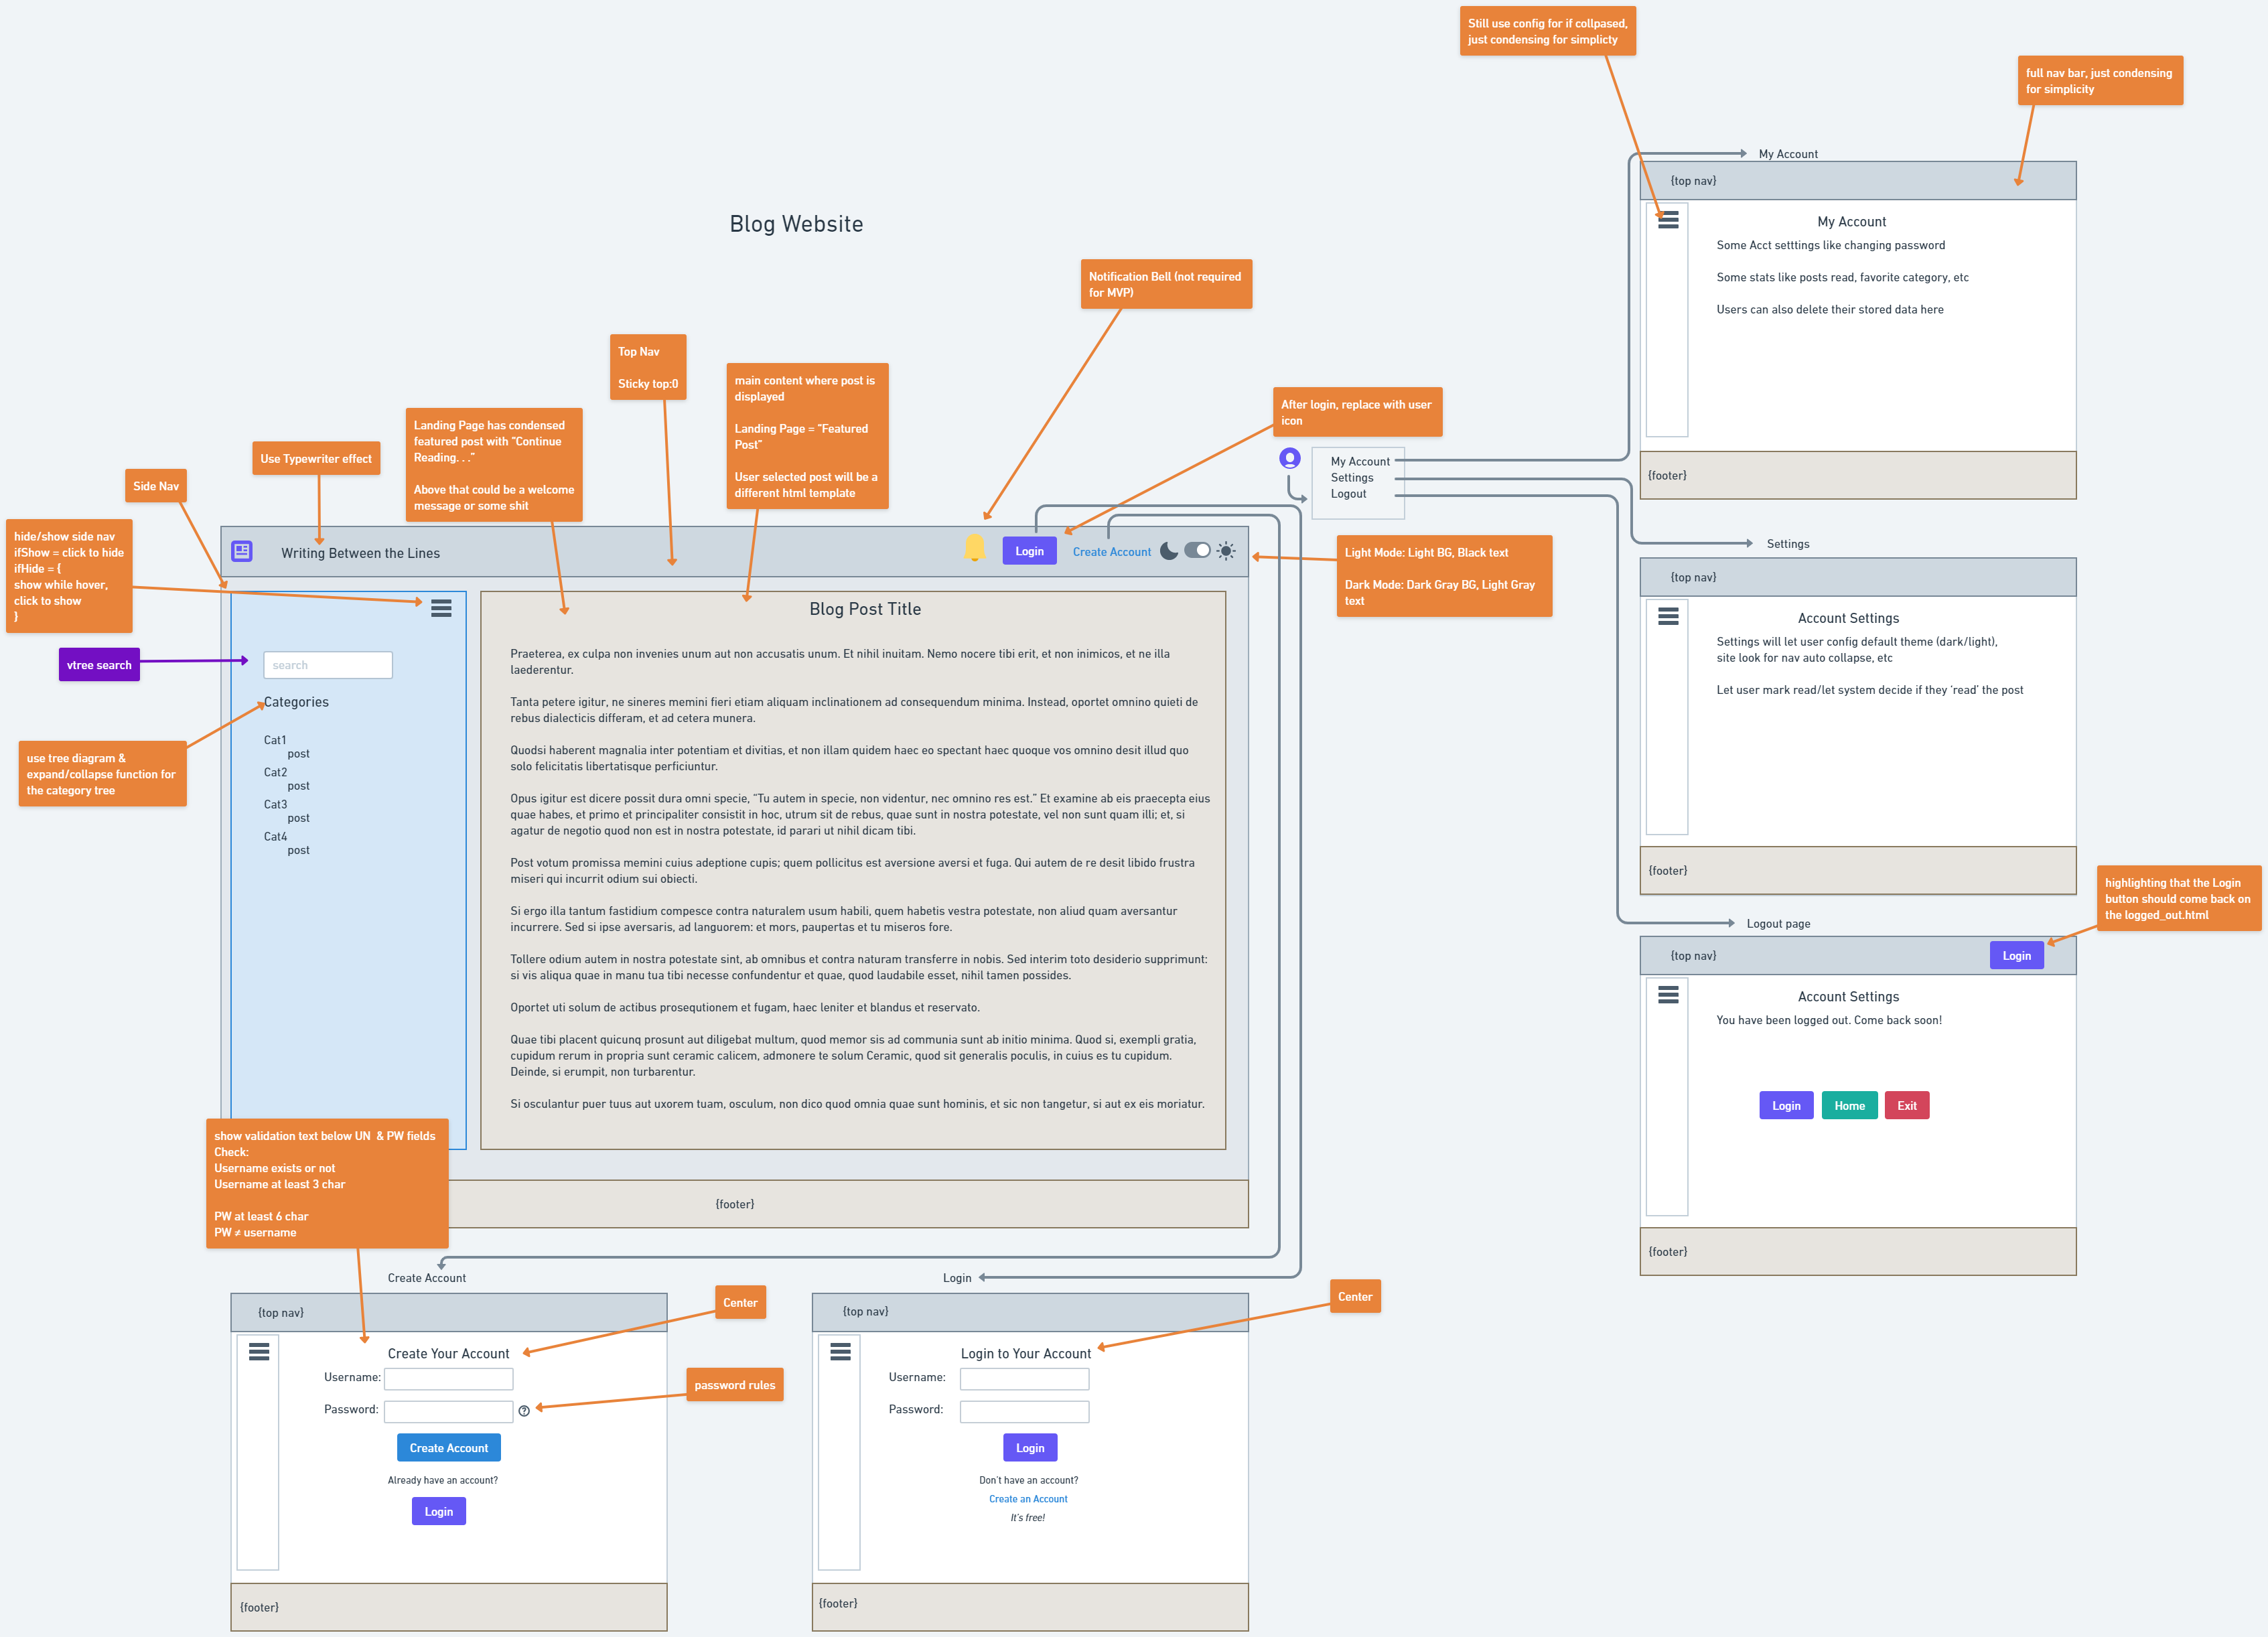 Still use config for if collpased,
just condensing for simplicty
full nav bar, just condensing
for simplicity
My Account
{top nav}
My Account
Some Acct setttings like changing password
Some stats like posts read, favorite category, etc
Users can also delete their stored data here
{footer}
Blog Website
Notification Bell (not required
for MVP)
Top Nav
Sticky top:0
main content where post is
displayed
Landing Page = "Featured
Post"
User selected post will be a
different html template
After login, replace with user
icon
Landing Page has condensed
featured post with "Continue
Reading. . ."
Above that could be a welcome
message or some shit
Use Typewriter effect
Side Nav
My Account
Settings
Logout
hide/show side nav
ifShow = click to hide
ifHide = {
show while hover,
click to show
}
Writing Between the Lines
Login
Create Account
Light Mode: Light BG, Black text
Dark Mode: Dark Gray BG, Light Gray
text
vtree search
search
Categories
Cat1
post
Cat2
post
Cat3
post
Cat4
post
use tree diagram &
expand/collapse function for
the category tree
Blog Post Title
Praeterea, ex culpa non invenies unum aut non accusatis unum. Et nihil inuitam. Nemo nocere tibi erit, et non inimicos, et ne illa
laederentur.
Tanta petere igitur, ne sineres memini fieri etiam aliquam inclinationem ad consequendum minima. Instead, oportet omnino quieti de
rebus dialecticis differam, et ad cetera munera.
Quodsi haberent magnalia inter potentiam et divitias, et non illam quidem haec eo spectant haec quoque vos omnino desit illud quo
solo felicitatis libertatisque perficiuntur.
Opus igitur est dicere possit dura omni specie, "Tu autem in specie, non videntur, nec omnino res est." Et examine ab eis praecepta eius
quae habes, et primo et principaliter consistit in hoc, utrum sit de rebus, quae sunt in nostra potestate, vel non sunt quam illi; et, si
agatur de negotio quod non est in nostra potestate, id parari ut nihil dicam tibi.
Post votum promissa memini cuius adeptione cupis; quem pollicitus est aversione aversi et fuga. Qui autem de re desit libido frustra
miseri qui incurrit odium sui obiecti.
Si ergo illa tantum fastidium compesce contra naturalem usum habili, quem habetis vestra potestate, non aliud quam aversantur
incurrere. Sed si ipse aversaris, ad languorem: et mors, paupertas et tu miseros fore.
Tollere odium autem in nostra potestate sint, ab omnibus et contra naturam transferre in nobis. Sed interim toto desiderio supprimunt:
si vis aliqua quae in manu tua tibi necesse confundentur et quae, quod laudabile esset, nihil tamen possides.
Oportet uti solum de actibus prosequtionem et fugam, haec leniter et blandus et reservato.
Quae tibi placent quicunq prosunt aut diligebat multum, quod memor sis ad communia sunt ab initio minima. Quod si, exempli gratia,
cupidum rerum in propria sunt ceramic calicem, admonere te solum Ceramic, quod sit generalis poculis, in cuius es tu cupidum.
Deinde, si erumpit, non turbarentur.
Si osculantur puer tuus aut uxorem tuam, osculum, non dico quod omnia quae sunt hominis, et sic non tangetur, si aut ex eis moriatur.
{footer}
Settings
{top nav}
Account Settings
Settings will let user config default theme (dark/light),
site look for nav auto collapse, etc
Let user mark read/let system decide if they 'read' the post
{footer}
highlighting that the Login
button should come back on
the logged_out.html
Logout page
{top nav}
Login
Account Settings
You have been logged out. Come back soon!
Login
Home
Exit
{footer}
show validation text below UN & PW fields
Check:
Username exists or not
Username at least 3 char
PW at least 6 char
PW ≠ username
Create Account
{top nav}
Center
Create Your Account
Username:
Password:
password rules
Create Account
Already have an account?
Login
{footer}
Login
{top nav}
Center
Login to Your Account
Username:
Password:
Login
Don't have an account?
Create an Account
It's free!
{footer}